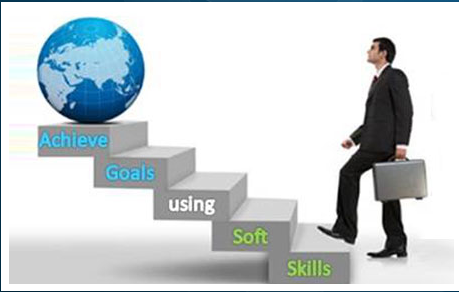 Achieve
Goals
using
Soft
Skills